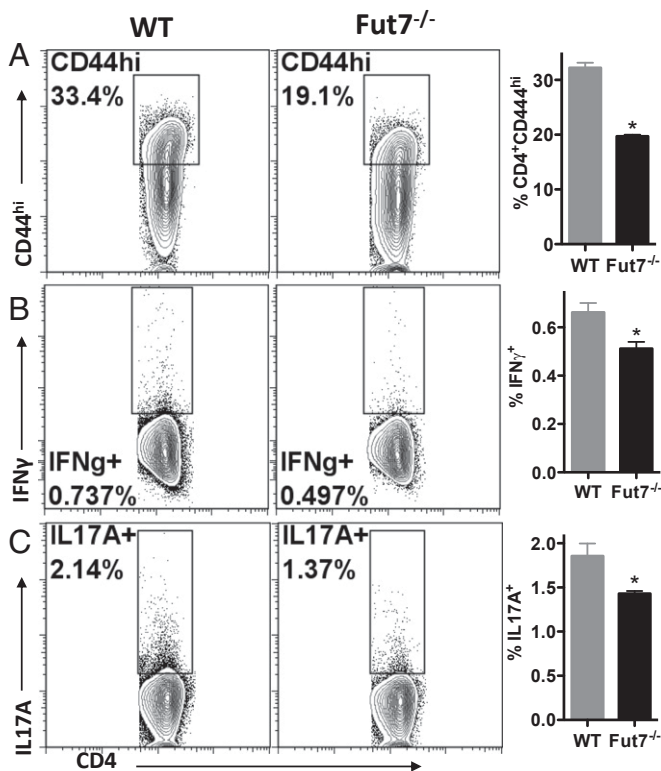 WT
Fut7-/-
A
CD44hi
33.4%
CD44hi
19.1%
CD44hi
% CD4+CD444hi
30
20
10
0
*
WT Fut7-/-
B
IFNg+
0.737%
IFNg+
0.497%
IFNγ
% IFNγ+
0.6
0.4
0.2
0.0
*
WT Fut7-/-
C
IL17A+
2.14%
IL17A+
1.37%
IL17A
CD4
% IL17A+
2.0
1.5
1.0
0.5
0.0
*
WT Fut7-/-